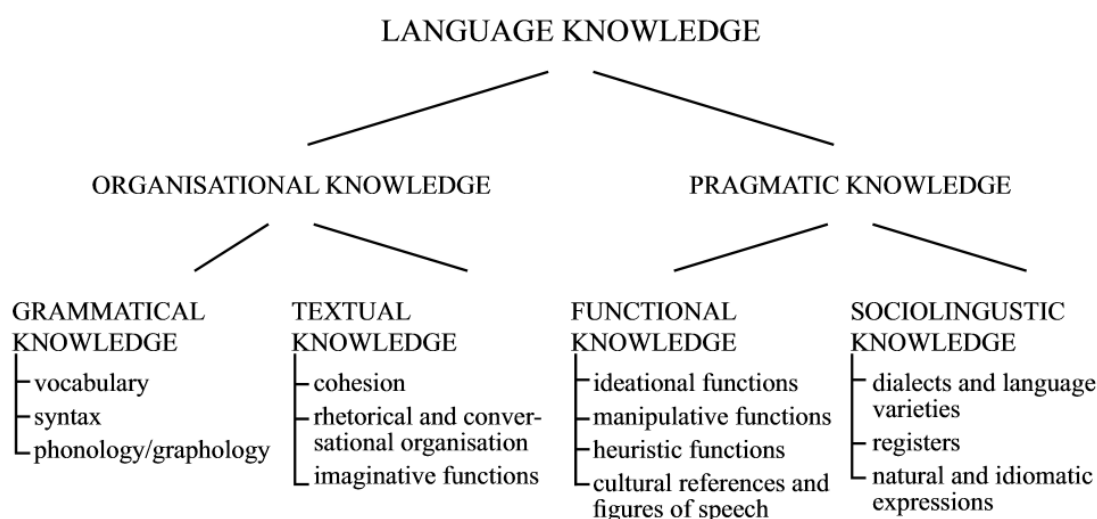 LANGUAGE KNOWLEDGE
ORGANISATIONAL KNOWLEDGE
PRAGMATIC KNOWLEDGE
GRAMMATICAL
KNOWLEDGE
vocabulary
syntax
phonology/graphology
TEXTUAL
KNOWLEDGE
cohesion
rhetorical and conver-
sational organisation
imaginative functions
FUNCTIONAL
KNOWLEDGE
ideational functions
manipulative functions
heuristic functions
cultural references and
figures of speech
SOCIOLINGUSTIC
KNOWLEDGE
dialects and language
varieties
registers
natural and idiomatic
expressions